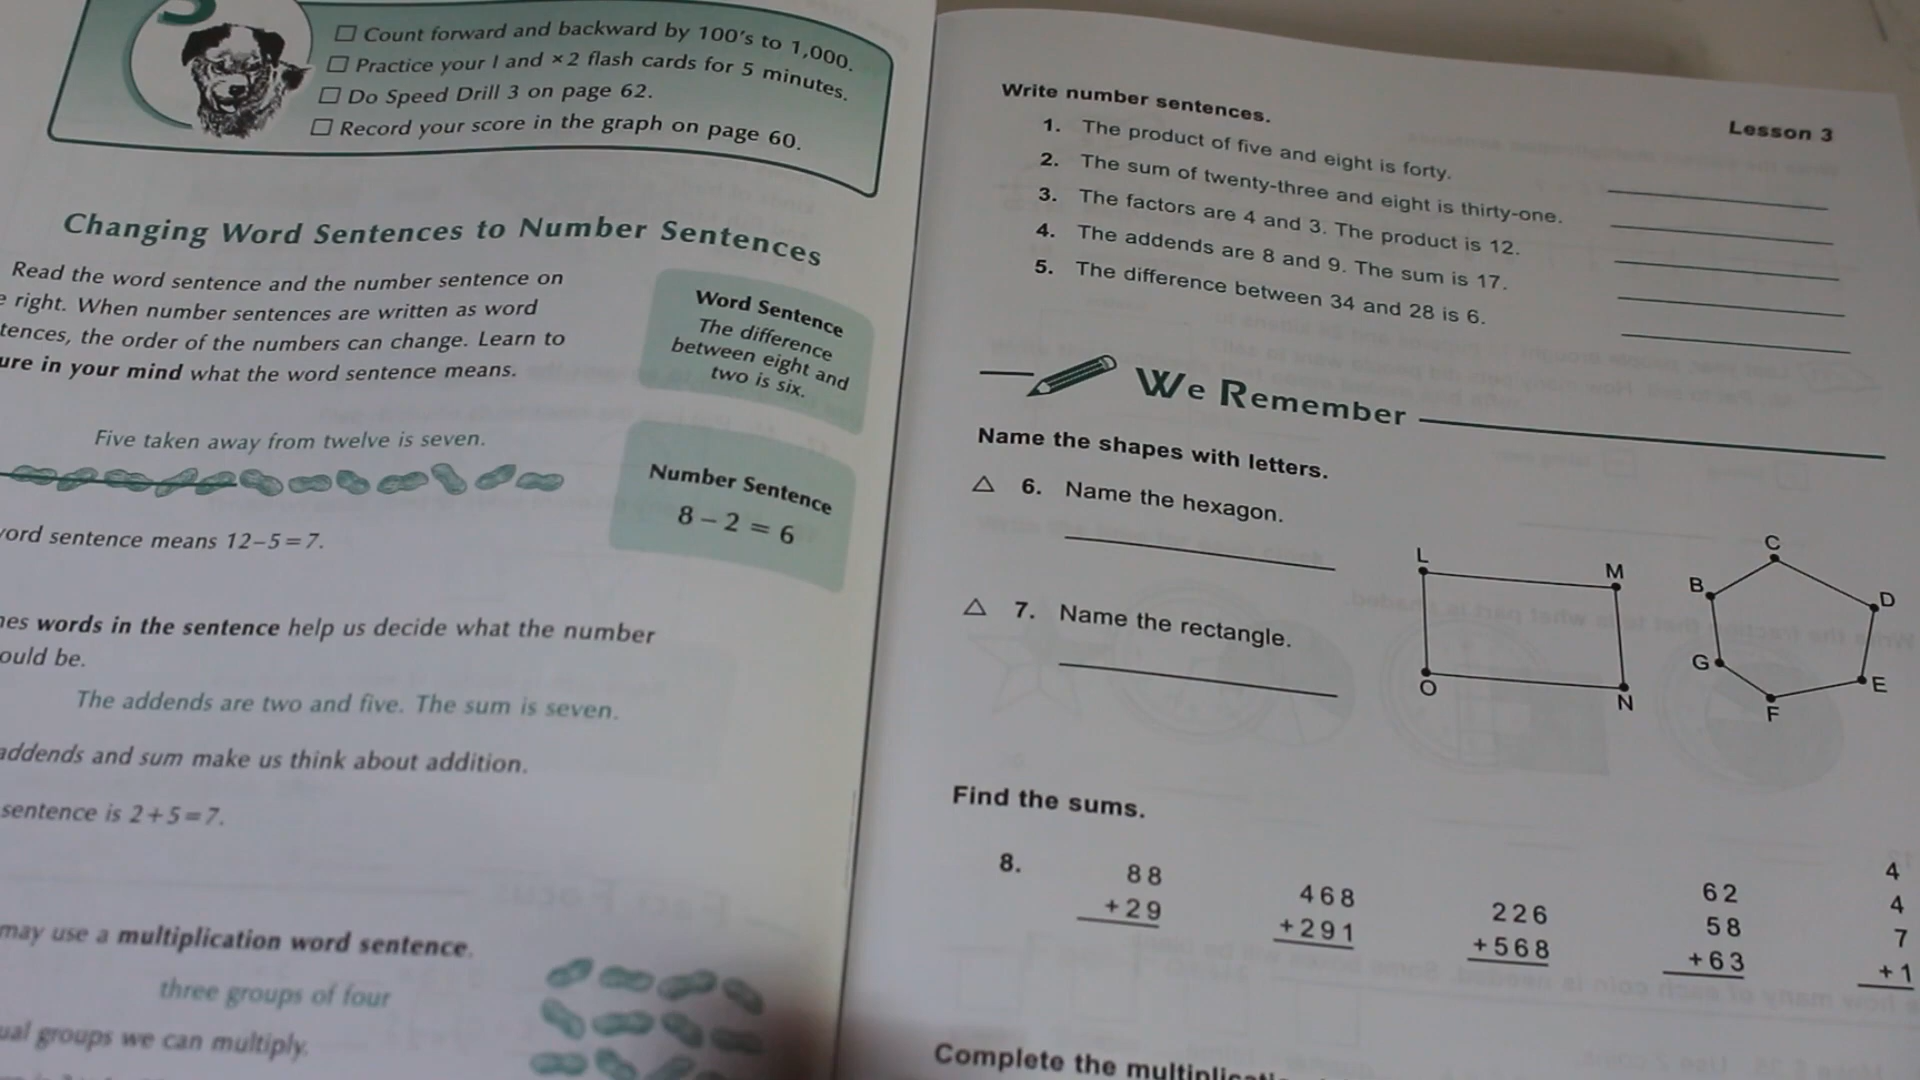 Count forward and backward by 100's to 1,000.
Practice your 1 and ×2 flash cards for 5 minutes.
Do Speed Drill 3 on page 62.
Record your score in the graph on page 60.
Changing Word Sentences to Number Sentences
Read the word sentence and the number sentence on
right. When number sentences are written as word
tences, the order of the numbers can change. Learn to
ure in your mind what the word sentence means.
Word Sentence
The difference
between eight and
two is six.
Five taken away from twelve is seven.
Number Sentence
8 – 2 = 6
ord sentence means 12–5=7.
mes words in the sentence help us decide what the number
ould be.
The addends are two and five. The sum is seven.
addends and sum make us think about addition.
sentence is 2+5=7.
may use a multiplication word sentence.
three groups of four
ual groups we can multiply.
Lesson 3
Write number sentences.
1. The product of five and eight is forty.
2. The sum of twenty-three and eight is thirty-one.
3. The factors are 4 and 3. The product is 12.
4. The addends are 8 and 9. The sum is 17.
5. The difference between 34 and 28 is 6.
We Remember
Name the shapes with letters.
6. Name the hexagon.
7. Name the rectangle.
L M
O N
C
B D
G E
F
Find the sums.
8.
88
+29
468
+291
226
+568
62
58
+63
4
4
7
+1
Complete the